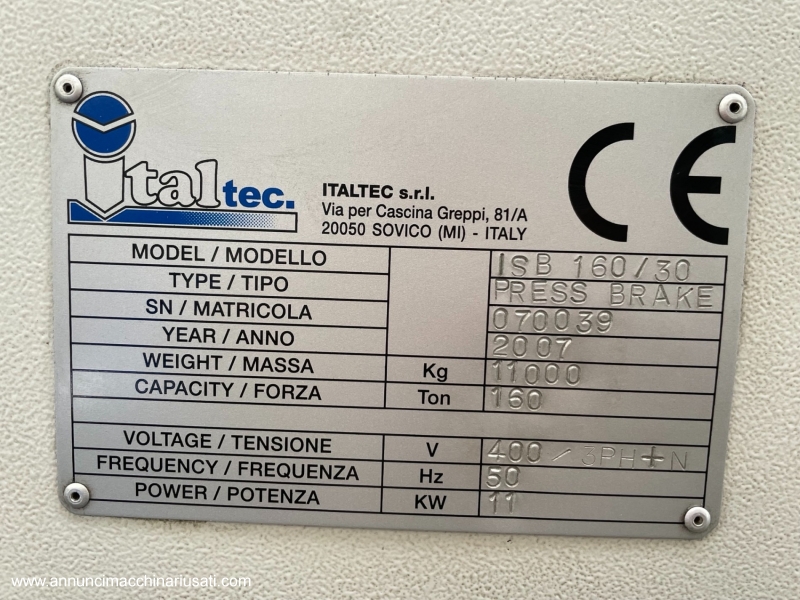 Italtec.
ITALTEC s.r.l.
Via per Cascina Greppi, 81/A
20050 SOVICO (MI) - ITALY
CE
MODEL / MODELLO ISB 160/30
TYPE / TIPO PRESS BRAKE
SN / MATRICOLA 070039
YEAR / ANNO 2007
WEIGHT / MASSA Kg 11000
CAPACITY / FORZA Ton 160
VOLTAGE / TENSIONE V 400 / 3PH+N
FREQUENCY / FREQUENZA Hz 50
POWER / POTENZA KW 11
www.annuncimacchinariusati.com